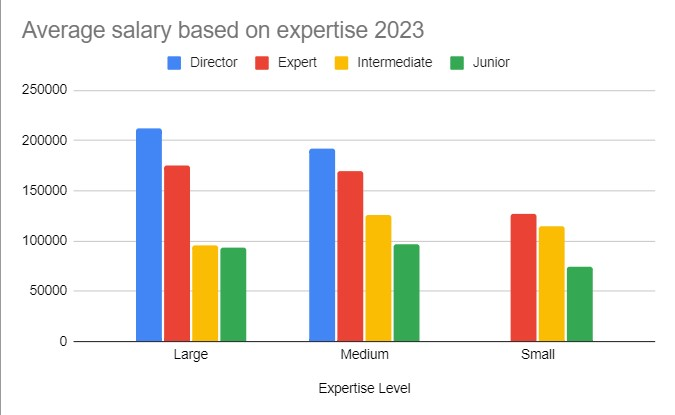 Average salary based on expertise 2023
Director Expert Intermediate Junior
250000
200000
150000
100000
50000
0
Large Medium Small
Expertise Level